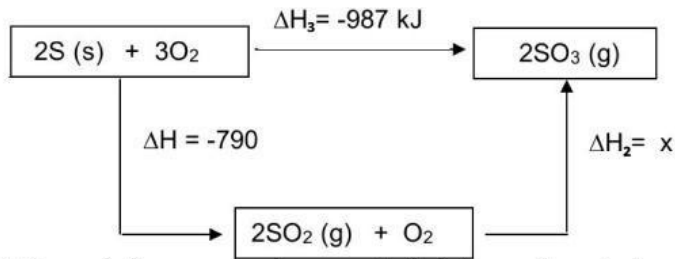 ΔH₃= -987 kJ
2S (s) + 3O₂
2SO₃ (g)
ΔH = -790
ΔH₂= x
2SO₂ (g) + O₂